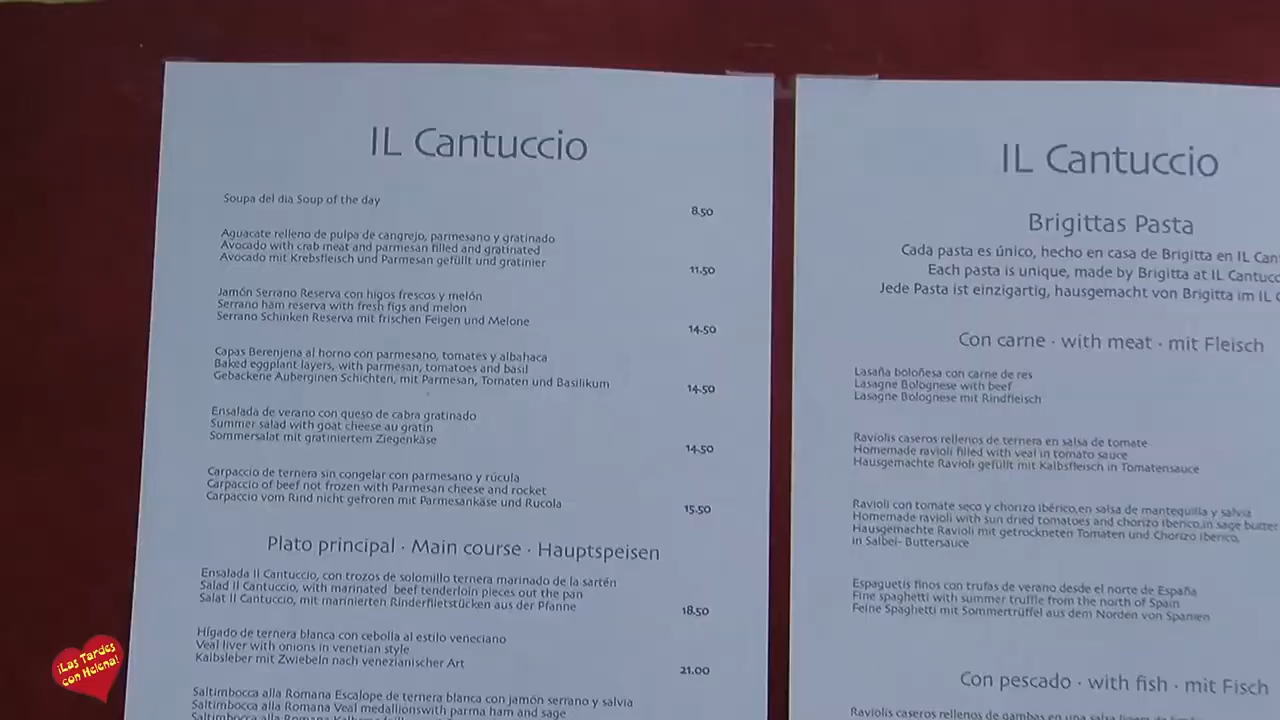 IL Cantuccio
Soupa del dia Soup of the day
8.50
Aguacate relleno de pulpa de cangrejo, parmesano y gratinado
Avocado with crab meat and parmesan filled and gratinated
Avocado mit Krebsfleisch und Parmesan gefüllt und gratinier
11.50
Jamón Serrano Reserva con higos frescos y melón
Serrano ham reserva with fresh figs and melon
Serrano Schinken Reserva mit frischen Feigen und Melone
14.50
Capas Berenjena al horno con parmesano, tomates y albahaca
Baked eggplant layers, with parmesan, tomatoes and basil
Gebackene Auberginen Schichten, mit Parmesan, Tomaten und Basilikum
14.50
Ensalada de verano con queso de cabra gratinado
Summer salad with goat cheese au gratin
Sommersalat mit gratiniertem Ziegenkäse
14.50
Carpaccio de ternera sin congelar con parmesano y rúcula
Carpaccio of beef not frozen with Parmesan cheese and rocket
Carpaccio vom Rind nicht gefroren mit Parmesankäse und Rucola
15.50
Plato principal · Main course · Hauptspeisen
Ensalada Il Cantuccio, con trozos de solomillo ternera marinado de la sartén
Salad Il Cantuccio, with marinated beef tenderloin pieces out the pan
Salat Il Cantuccio, mit marinierten Rinderfiletstücken aus der Pfanne
18.50
Hígado de ternera blanca con cebolla al estilo veneciano
Veal liver with onions in venetian style
Kalbsleber mit Zwiebeln nach venezianischer Art
21.00
Saltimbocca alla Romana Escalope de ternera blanca con jamón serrano y salvia
Saltimbocca alla Romana Veal medallionswith parma ham and sage
Saltimbocca alla Romana
IL Cantuccio
Brigittas Pasta
Cada pasta es único, hecho en casa de Brigitta en IL Can
Each pasta is unique, made by Brigitta at IL Cantucc
Jede Pasta ist einzigartig, hausgemacht von Brigitta im IL C
Con carne · with meat · mit Fleisch
Lasaña boloñesa con carne de res
Lasagne Bolognese with beef
Lasagne Bolognese mit Rindfleisch
Raviolis caseros rellenos de ternera en salsa de tomate
Homemade ravioli filled with veal in tomato sauce
Hausgemachte Ravioli gefüllt mit Kalbsfleisch in Tomatensauce
Ravioli con tomate seco y chorizo ibérico,en salsa de mantequilla y salvia
Homemade ravioli with sun dried tomatoes and chorizo iberico,in sage butter
Hausgemachte Ravioli mit getrockneten Tomaten und Chorizo iberico,
in Salbei- Buttersauce
Espaguetis finos con trufas de verano desde el norte de España
Fine spaghetti with summer truffle from the north of Spain
Feine Spaghetti mit Sommertrüffel aus dem Norden von Spanien
Con pescado · with fish · mit Fisch
Raviolis caseros rellenos de gambas en una salsa
¡Las Tardes
con Helena!